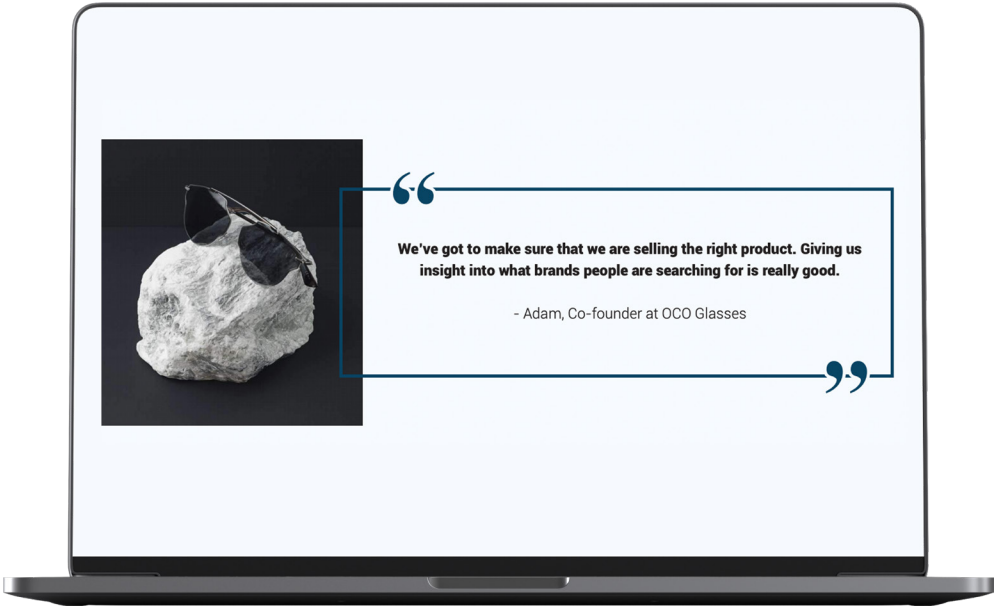 “
We've got to make sure that we are selling the right product. Giving us
insight into what brands people are searching for is really good.
- Adam, Co-founder at OCO Glasses
”